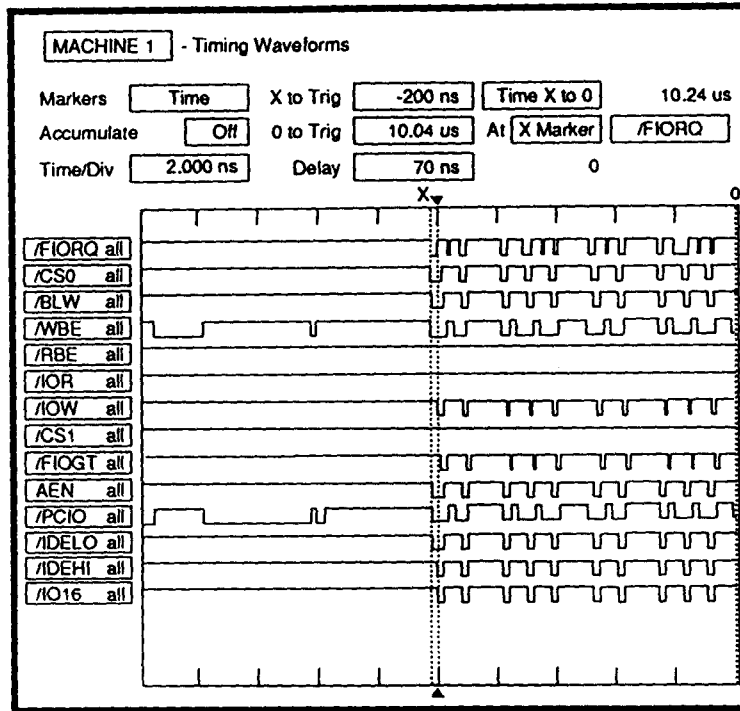 MACHINE 1 - Timing Waveforms
Markers Time X to Trig -200 ns Time X to 0 10.24 us
Accumulate Off 0 to Trig 10.04 us At X Marker /FIORQ
Time/Div 2.000 ns Delay 70 ns 0
X 0
/FIORQ all
/CS0 all
/BLW all
/WBE all
/RBE all
/IOR all
/IOW all
/CS1 all
/FIOGT all
AEN all
/PCIO all
/IDELO all
/IDEHI all
/IO16 all